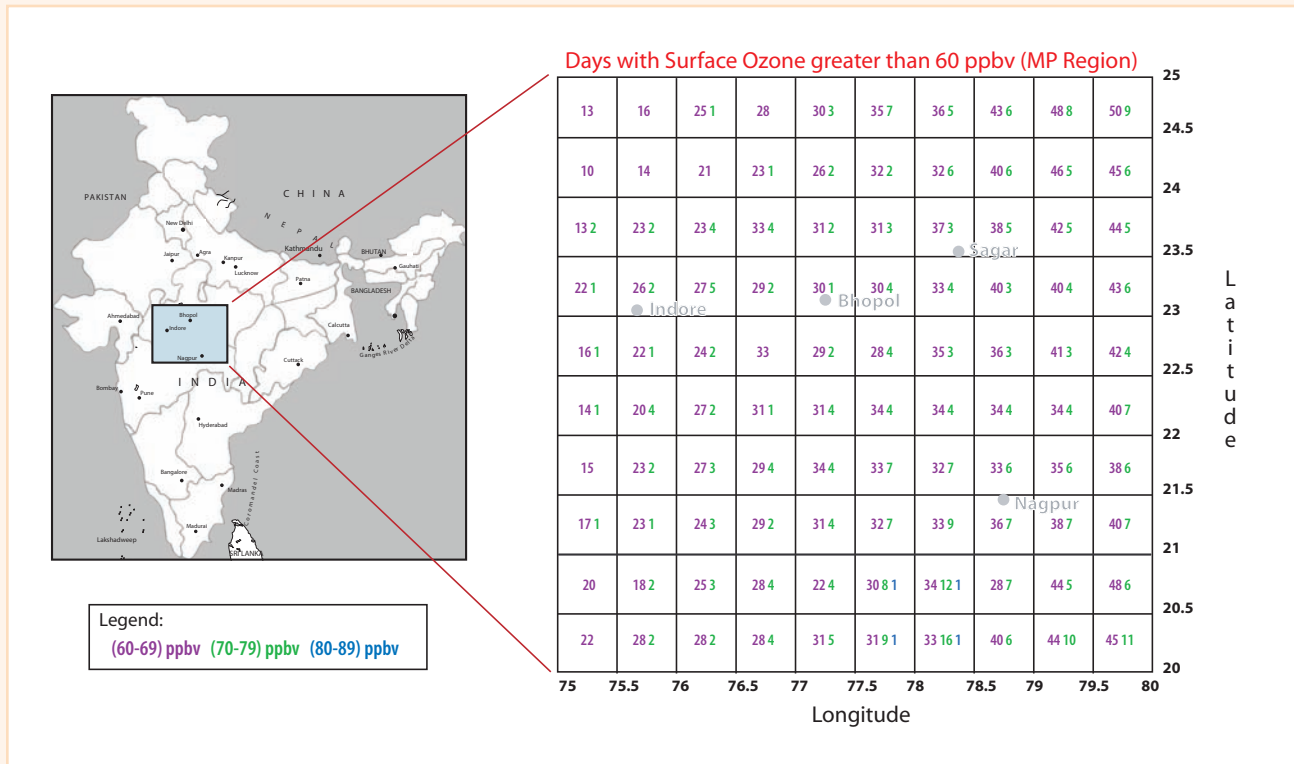 Days with Surface Ozone greater than 60 ppbv (MP Region)
PAKISTAN
C H I N A
N E P A L
New Delhi
Kathmandu
BHUTAN
Jaipur
Agra
Kanpur
Lucknow
Gauhati
Patna
BANGLADESH
Ahmedabad
Bhopol
Indore
Calcutta
Ganges River Delta
Nagpur
Cuttack
I N D I A
Bombay
Pune
Hyderabad
Coromandel Coast
Bangalore
Madras
Lakshadweep
Madurai
SRI LANKA
Legend:
(60-69) ppbv (70-79) ppbv (80-89) ppbv
25
13 16 25 1 28 30 3 35 7 36 5 43 6 48 8 50 9
24.5
10 14 21 23 1 26 2 32 2 32 6 40 6 46 5 45 6
24
13 2 23 2 23 4 33 4 31 2 31 3 37 3 38 5 42 5 44 5
Sagar
23.5
22 1 26 2 27 5 29 2 30 1 30 4 33 4 40 3 40 4 43 6
Indore Bhopol
23
16 1 22 1 24 2 33 29 2 28 4 35 3 36 3 41 3 42 4
22.5
14 1 20 4 27 2 31 1 31 4 34 4 34 4 34 4 34 4 40 7
22
15 23 2 27 3 29 4 34 4 33 7 32 7 33 6 35 6 38 6
21.5
Nagpur
17 1 23 1 24 3 29 2 31 4 32 7 33 9 36 7 38 7 40 7
21
20 18 2 25 3 28 4 22 4 30 8 1 34 12 1 28 7 44 5 48 6
20.5
22 28 2 28 2 28 4 31 5 31 9 1 33 16 1 40 6 44 10 45 11
20
75 75.5 76 76.5 77 77.5 78 78.5 79 79.5 80
Longitude
Latitude